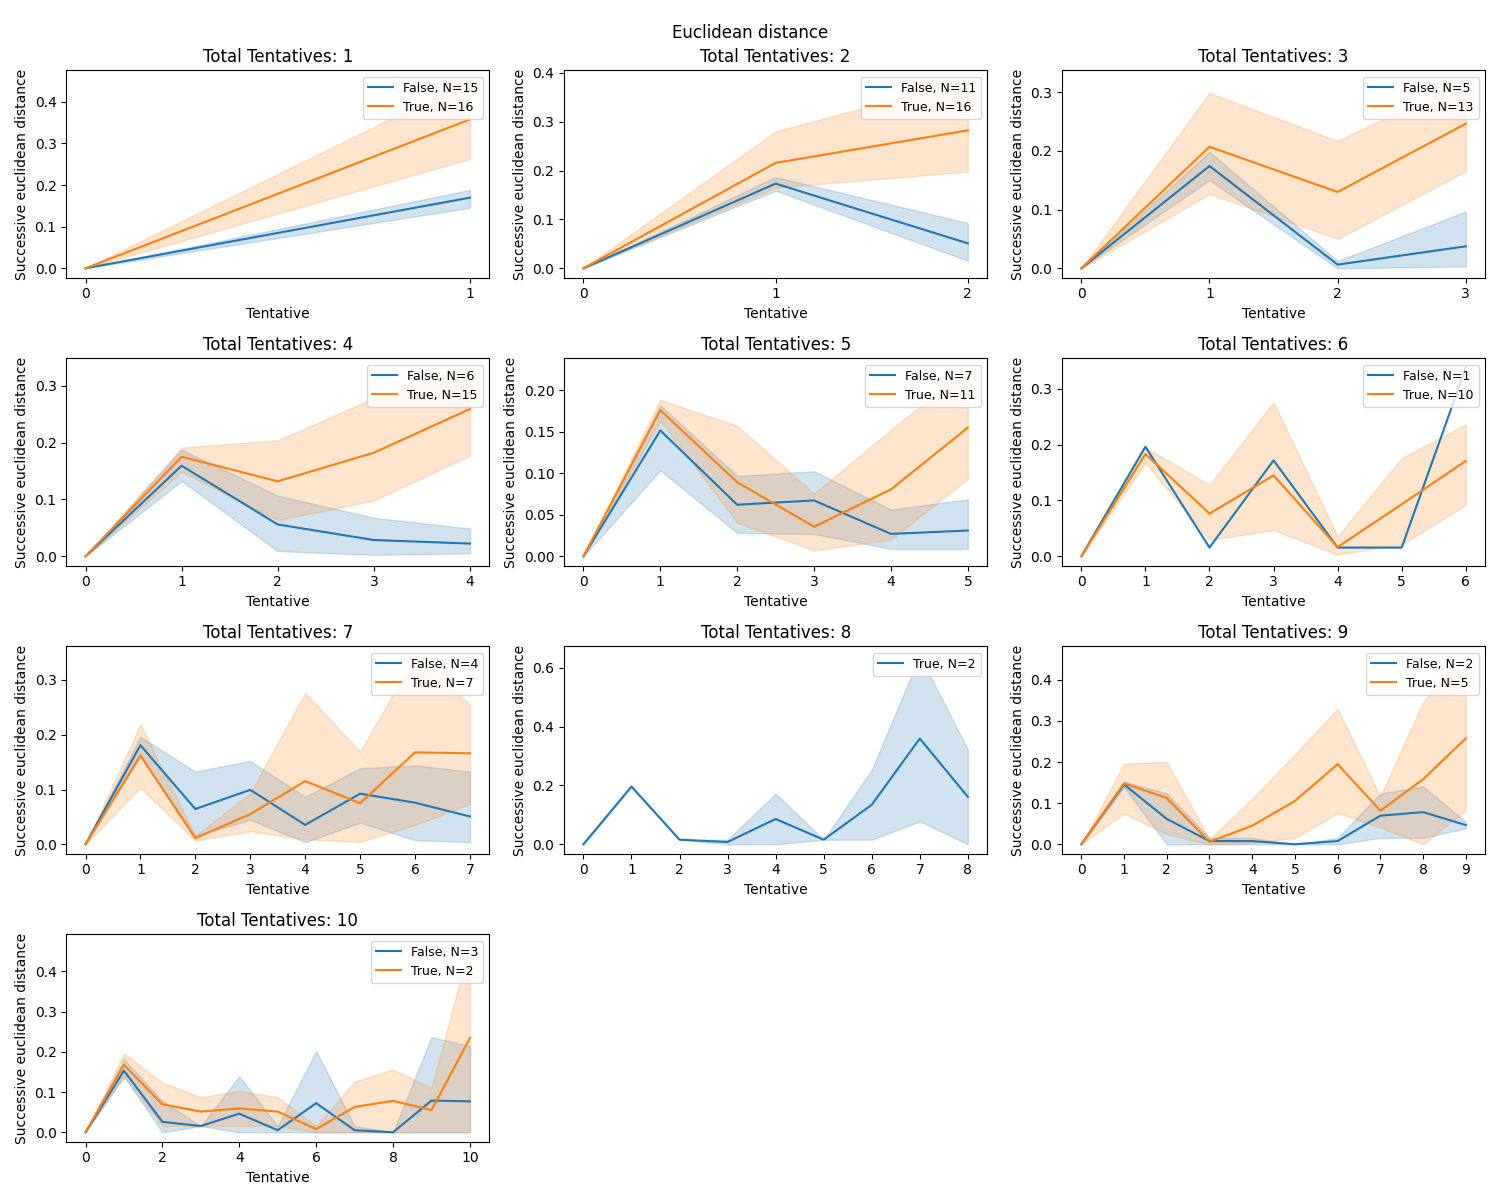 Euclidean distance
Total Tentatives: 1
Successive euclidean distance
0.4
0.3
0.2
0.1
0.0
False, N=15
True, N=16
0 1
Tentative
Total Tentatives: 2
Successive euclidean distance
0.4
0.3
0.2
0.1
0.0
False, N=11
True, N=16
0 1 2
Tentative
Total Tentatives: 3
Successive euclidean distance
0.3
0.2
0.1
0.0
False, N=5
True, N=13
0 1 2 3
Tentative
Total Tentatives: 4
Successive euclidean distance
0.3
0.2
0.1
0.0
False, N=6
True, N=15
0 1 2 3 4
Tentative
Total Tentatives: 5
Successive euclidean distance
0.20
0.15
0.10
0.05
0.00
False, N=7
True, N=11
0 1 2 3 4 5
Tentative
Total Tentatives: 6
Successive euclidean distance
0.3
0.2
0.1
0.0
False, N=1
True, N=10
0 1 2 3 4 5 6
Tentative
Total Tentatives: 7
Successive euclidean distance
0.3
0.2
0.1
0.0
False, N=4
True, N=7
0 1 2 3 4 5 6 7
Tentative
Total Tentatives: 8
Successive euclidean distance
0.6
0.4
0.2
0.0
True, N=2
0 1 2 3 4 5 6 7 8
Tentative
Total Tentatives: 9
Successive euclidean distance
0.4
0.3
0.2
0.1
0.0
False, N=2
True, N=5
0 1 2 3 4 5 6 7 8 9
Tentative
Total Tentatives: 10
Successive euclidean distance
0.4
0.3
0.2
0.1
0.0
False, N=3
True, N=2
0 2 4 6 8 10
Tentative